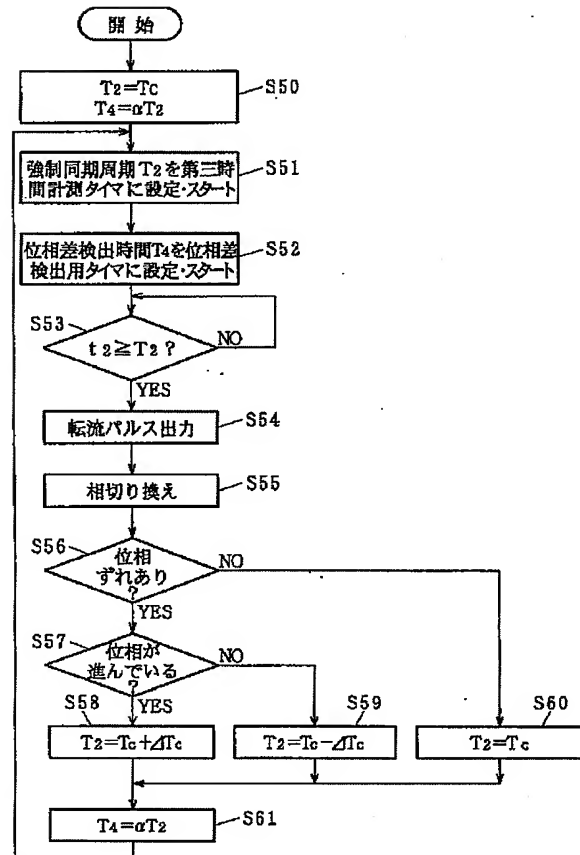 開 始
T2=Tc
T4=αT2
S50
強制同期周期T2を第三時
間計測タイマに設定・スタート
S51
位相差検出時間T4を位相差
検出用タイマに設定・スタート
S52
S53
t2≧T2?
NO
YES
転流パルス出力
S54
相切り換え
S55
S56
位相
ずれあり
?
NO
YES
S57
位相が
進んでいる
?
NO
YES
S58
T2=Tc+ΔTc
S59
T2=Tc-ΔTc
S60
T2=Tc
T4=αT2
S61